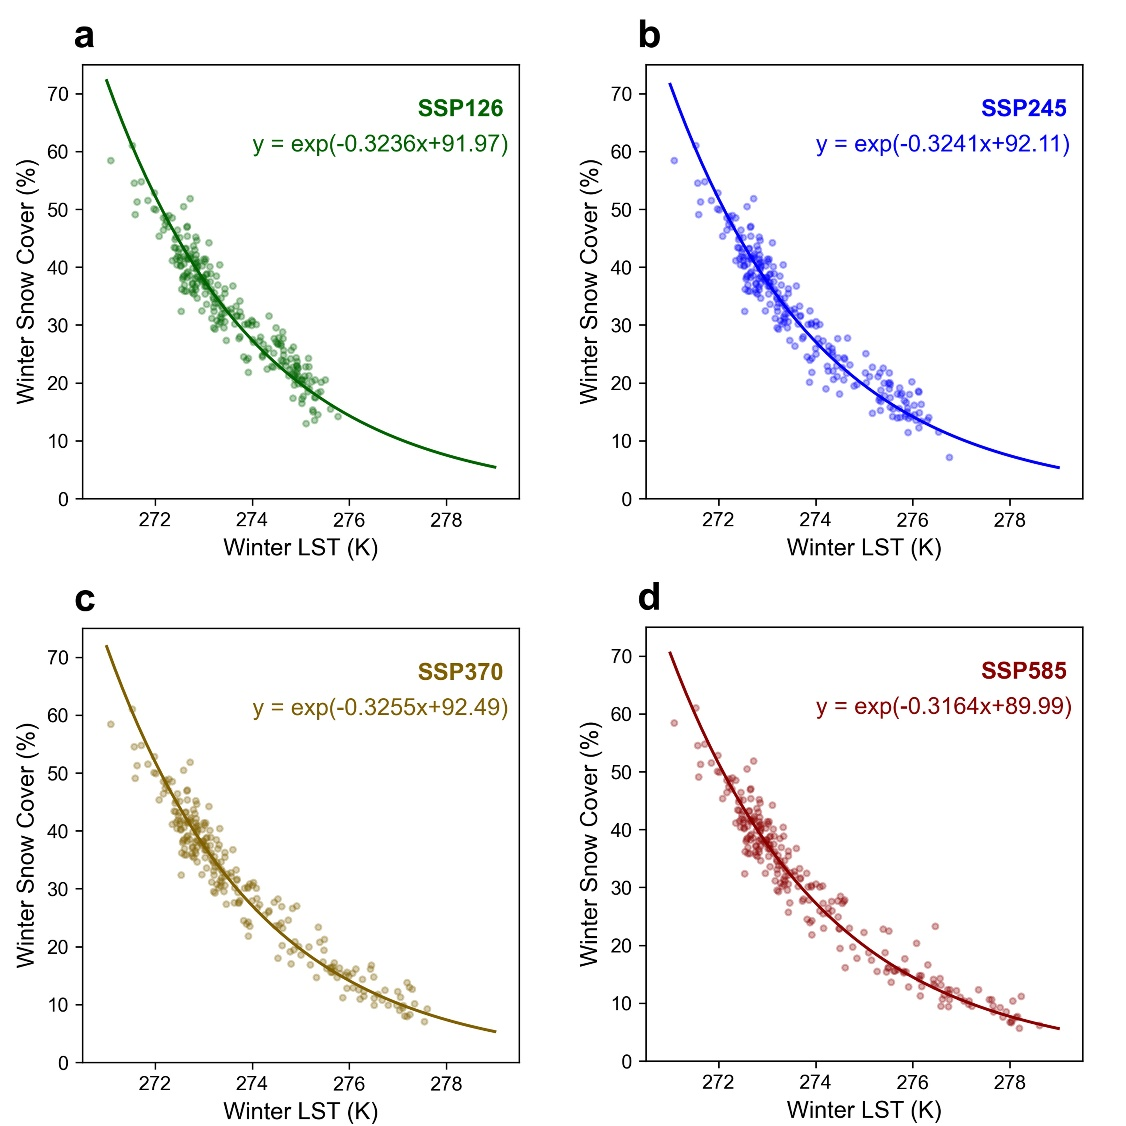 a
SSP126
y = exp(-0.3236x+91.97)
70
60
50
40
30
20
10
0
272 274 276 278
Winter LST (K)
Winter Snow Cover (%)
b
SSP245
y = exp(-0.3241x+92.11)
70
60
50
40
30
20
10
0
272 274 276 278
Winter LST (K)
Winter Snow Cover (%)
c
SSP370
y = exp(-0.3255x+92.49)
70
60
50
40
30
20
10
0
272 274 276 278
Winter LST (K)
Winter Snow Cover (%)
d
SSP585
y = exp(-0.3164x+89.99)
70
60
50
40
30
20
10
0
272 274 276 278
Winter LST (K)
Winter Snow Cover (%)